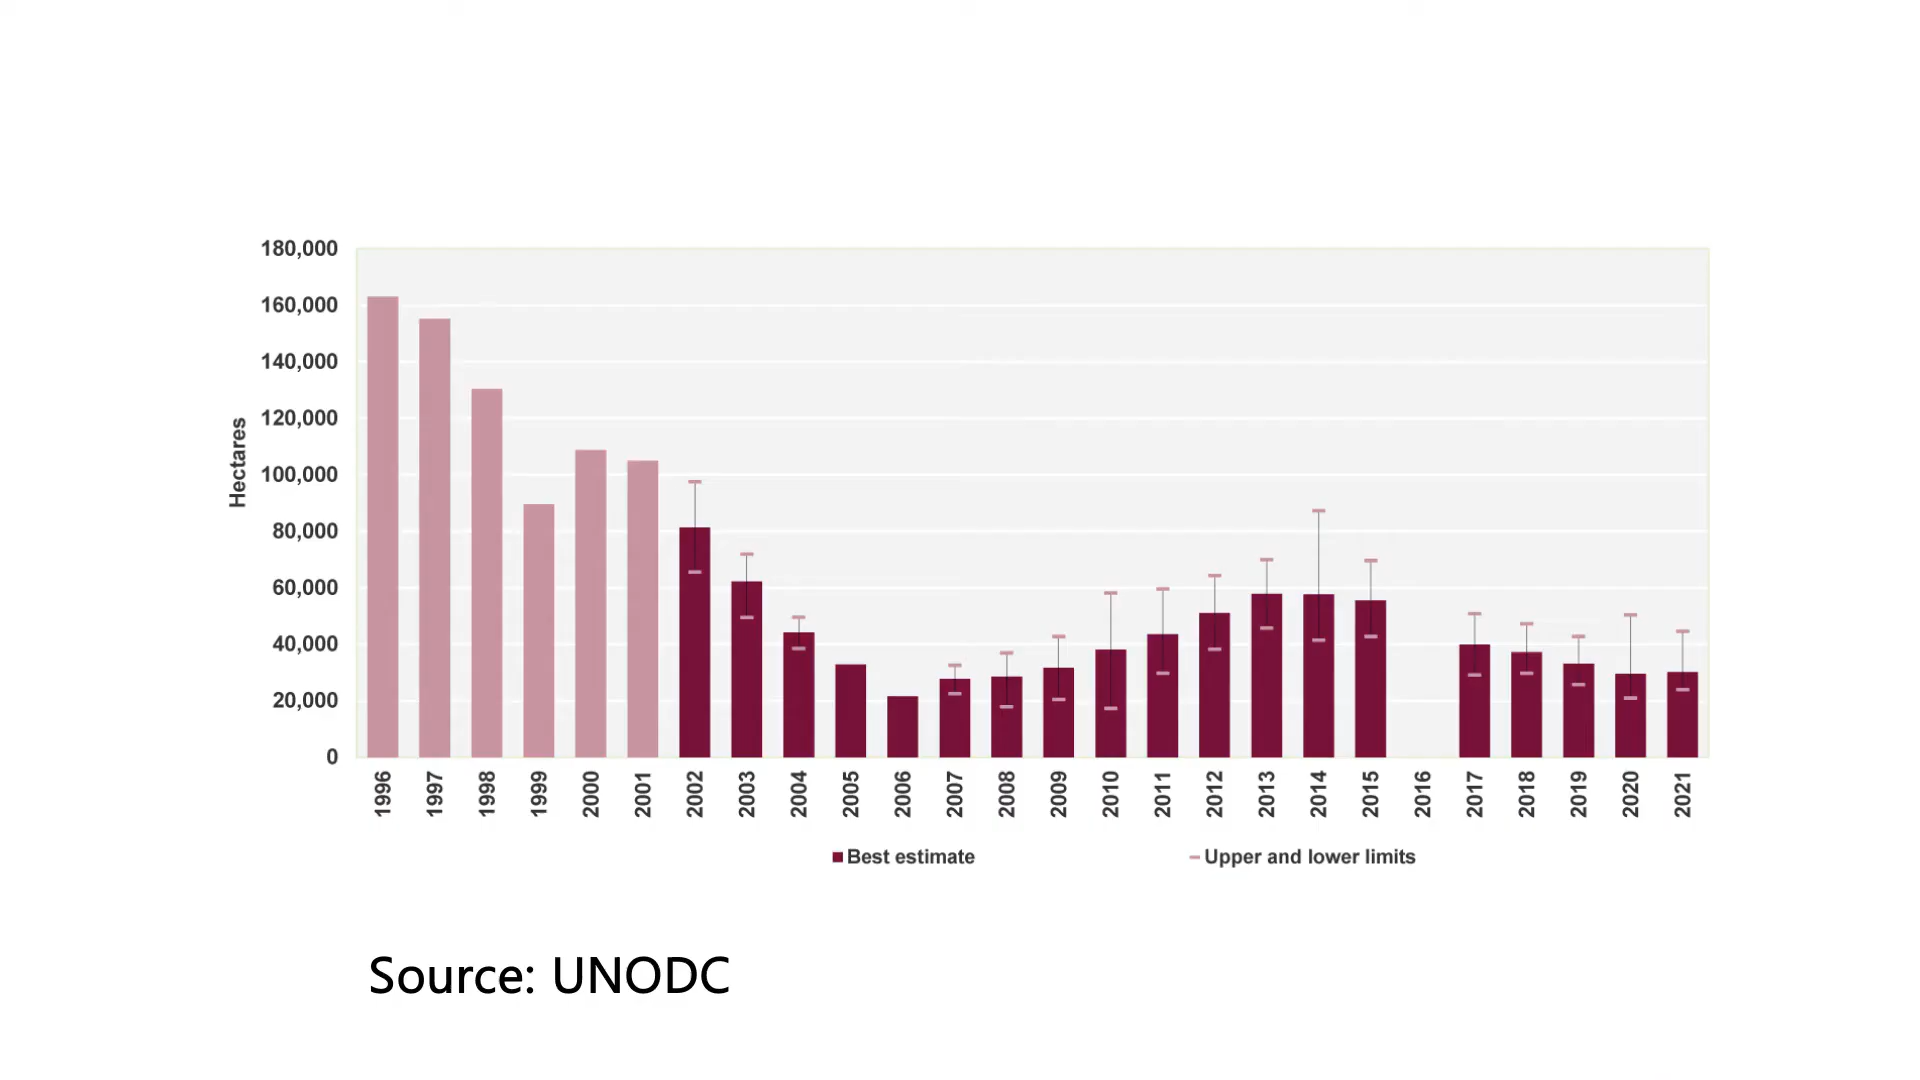 180,000
160,000
140,000
120,000
100,000
80,000
60,000
40,000
20,000
0
Hectares
1996 1997 1998 1999 2000 2001 2002 2003 2004 2005 2006 2007 2008 2009 2010 2011 2012 2013 2014 2015 2016 2017 2018 2019 2020 2021
Best estimate Upper and lower limits
Source: UNODC